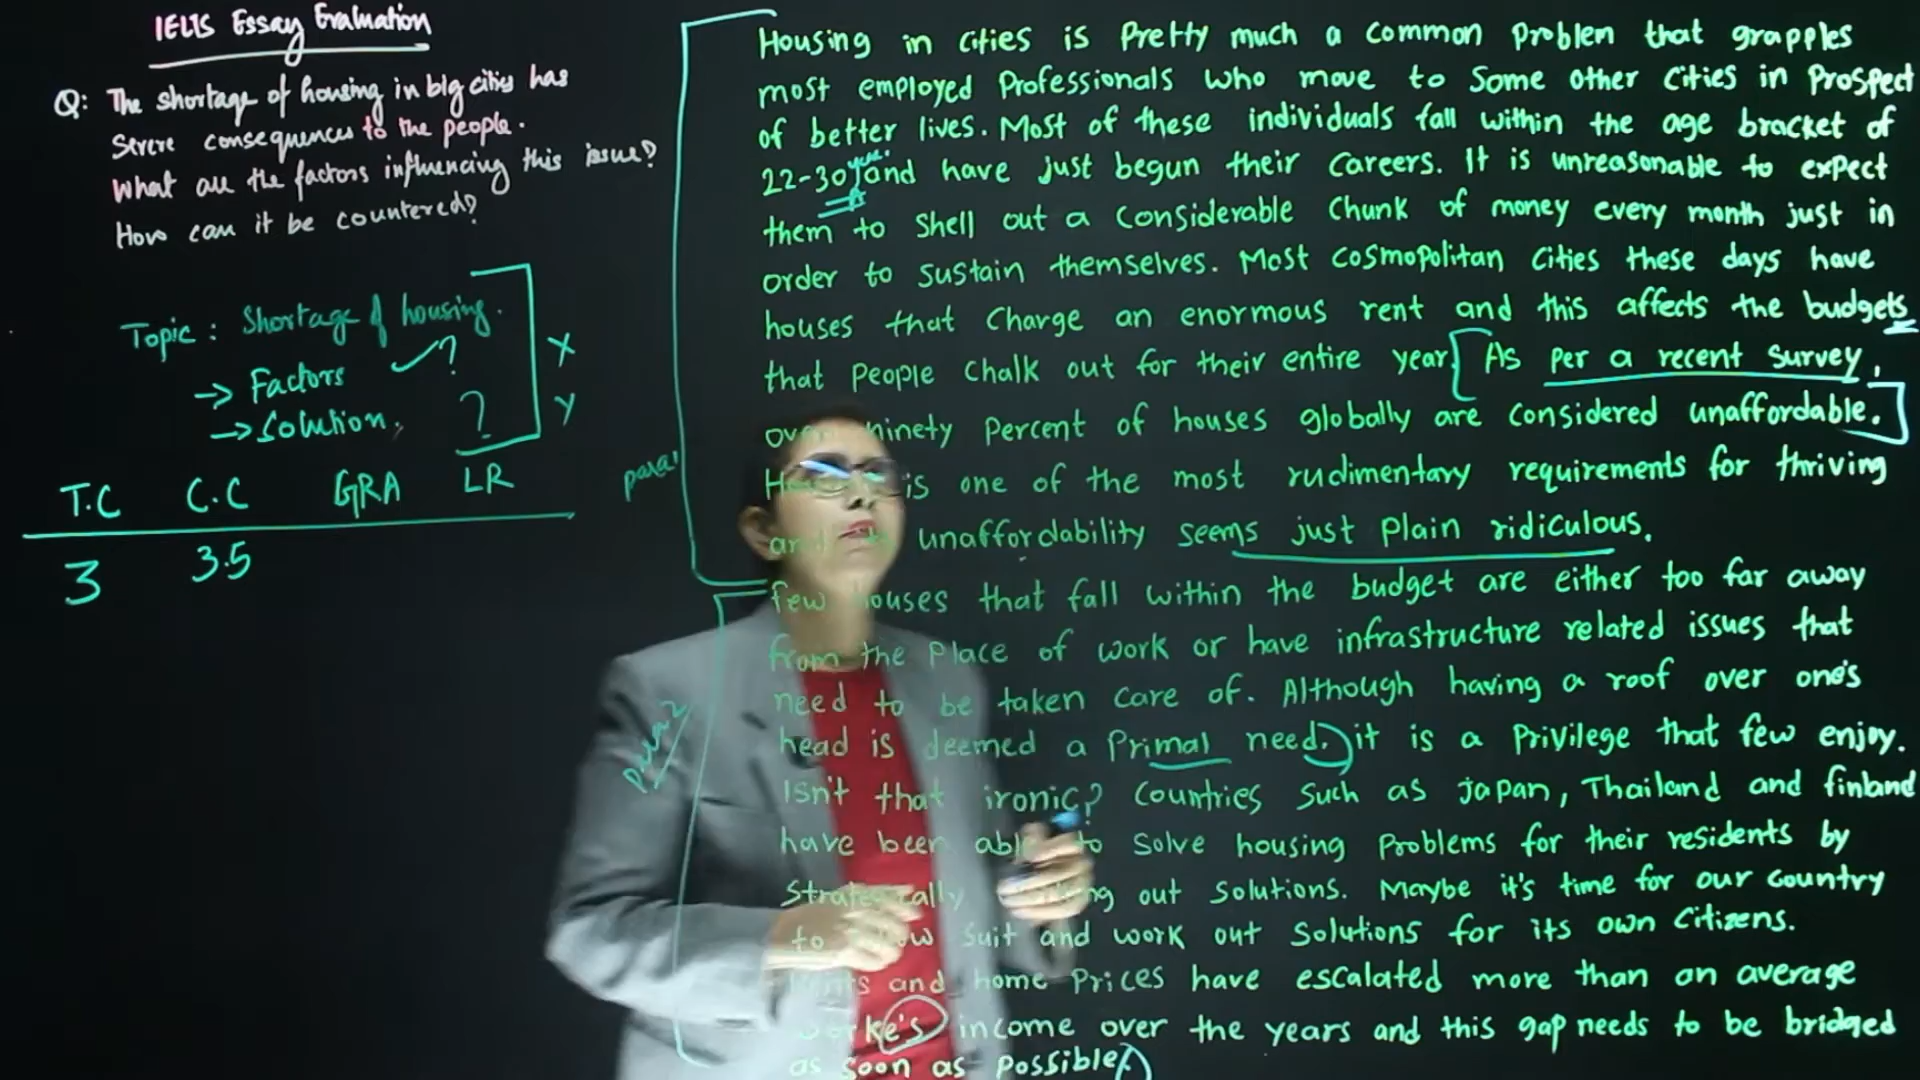 IELTS Essay Evaluation
Q: The shortage of housing in big cities has
severe consequences to the people.
What are the factors influencing this issue?
How can it be countered?
Topic: Shortage of housing.
→ Factors ✓ ?
→ Solution. ?
X
Y
T.C C.C GRA LR
3 3.5
para1
Housing in cities is Pretty much a common Problem that grapples
most employed Professionals who move to some other cities in Prospect
of better lives. Most of these individuals fall within the age bracket of
22-30 and have just begun their careers. It is unreasonable to expect
them to shell out a considerable chunk of money every month just in
order to sustain themselves. Most cosmopolitan cities these days have
houses that charge an enormous rent and this affects the budgets
that people chalk out for their entire year. [As per a recent survey,
over ninety percent of houses globally are considered unaffordable.]
is one of the most rudimentary requirements for thriving
unaffordability seems just plain ridiculous.
para2
few houses that fall within the budget are either too far away
from the place of work or have infrastructure related issues that
need to be taken care of. Although having a roof over one's
head is deemed a Primal need. it is a Privilege that few enjoy.
Isn't that ironic? Countries such as Japan, Thailand and finland
have been able to solve housing Problems for their residents by
out solutions. Maybe it's time for our country
to suit and work out solutions for its own citizens.
and home Prices have escalated more than an average
income over the years and this gap needs to be bridged
as soon as possible.